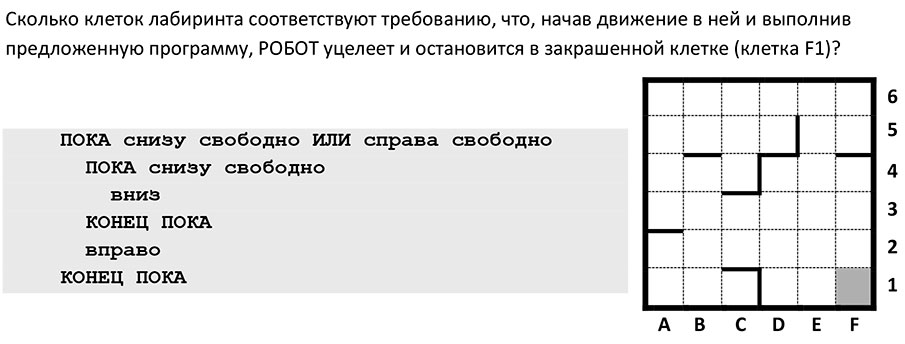 Сколько клеток лабиринта соответствуют требованию, что, начав движение в ней и выполнив
предложенную программу, РОБОТ уцелеет и остановится в закрашенной клетке (клетка F1)?
ПОКА снизу свободно ИЛИ справа свободно
ПОКА снизу свободно
вниз
КОНЕЦ ПОКА
вправо
КОНЕЦ ПОКА
6
5
4
3
2
1
A B C D E F